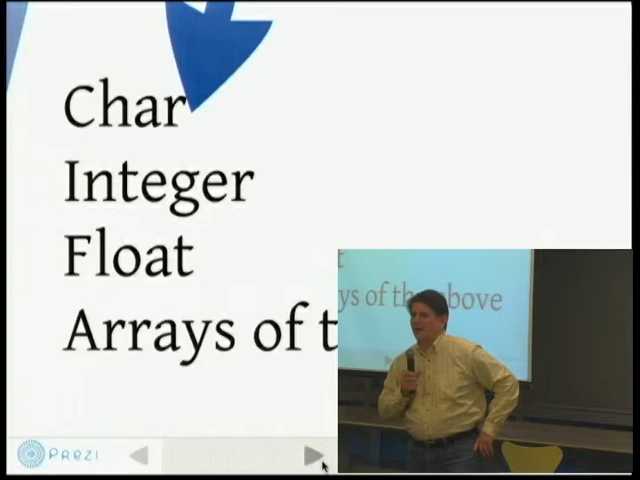 Char
Integer
Float
Arrays of t
ys of the above
Prezi